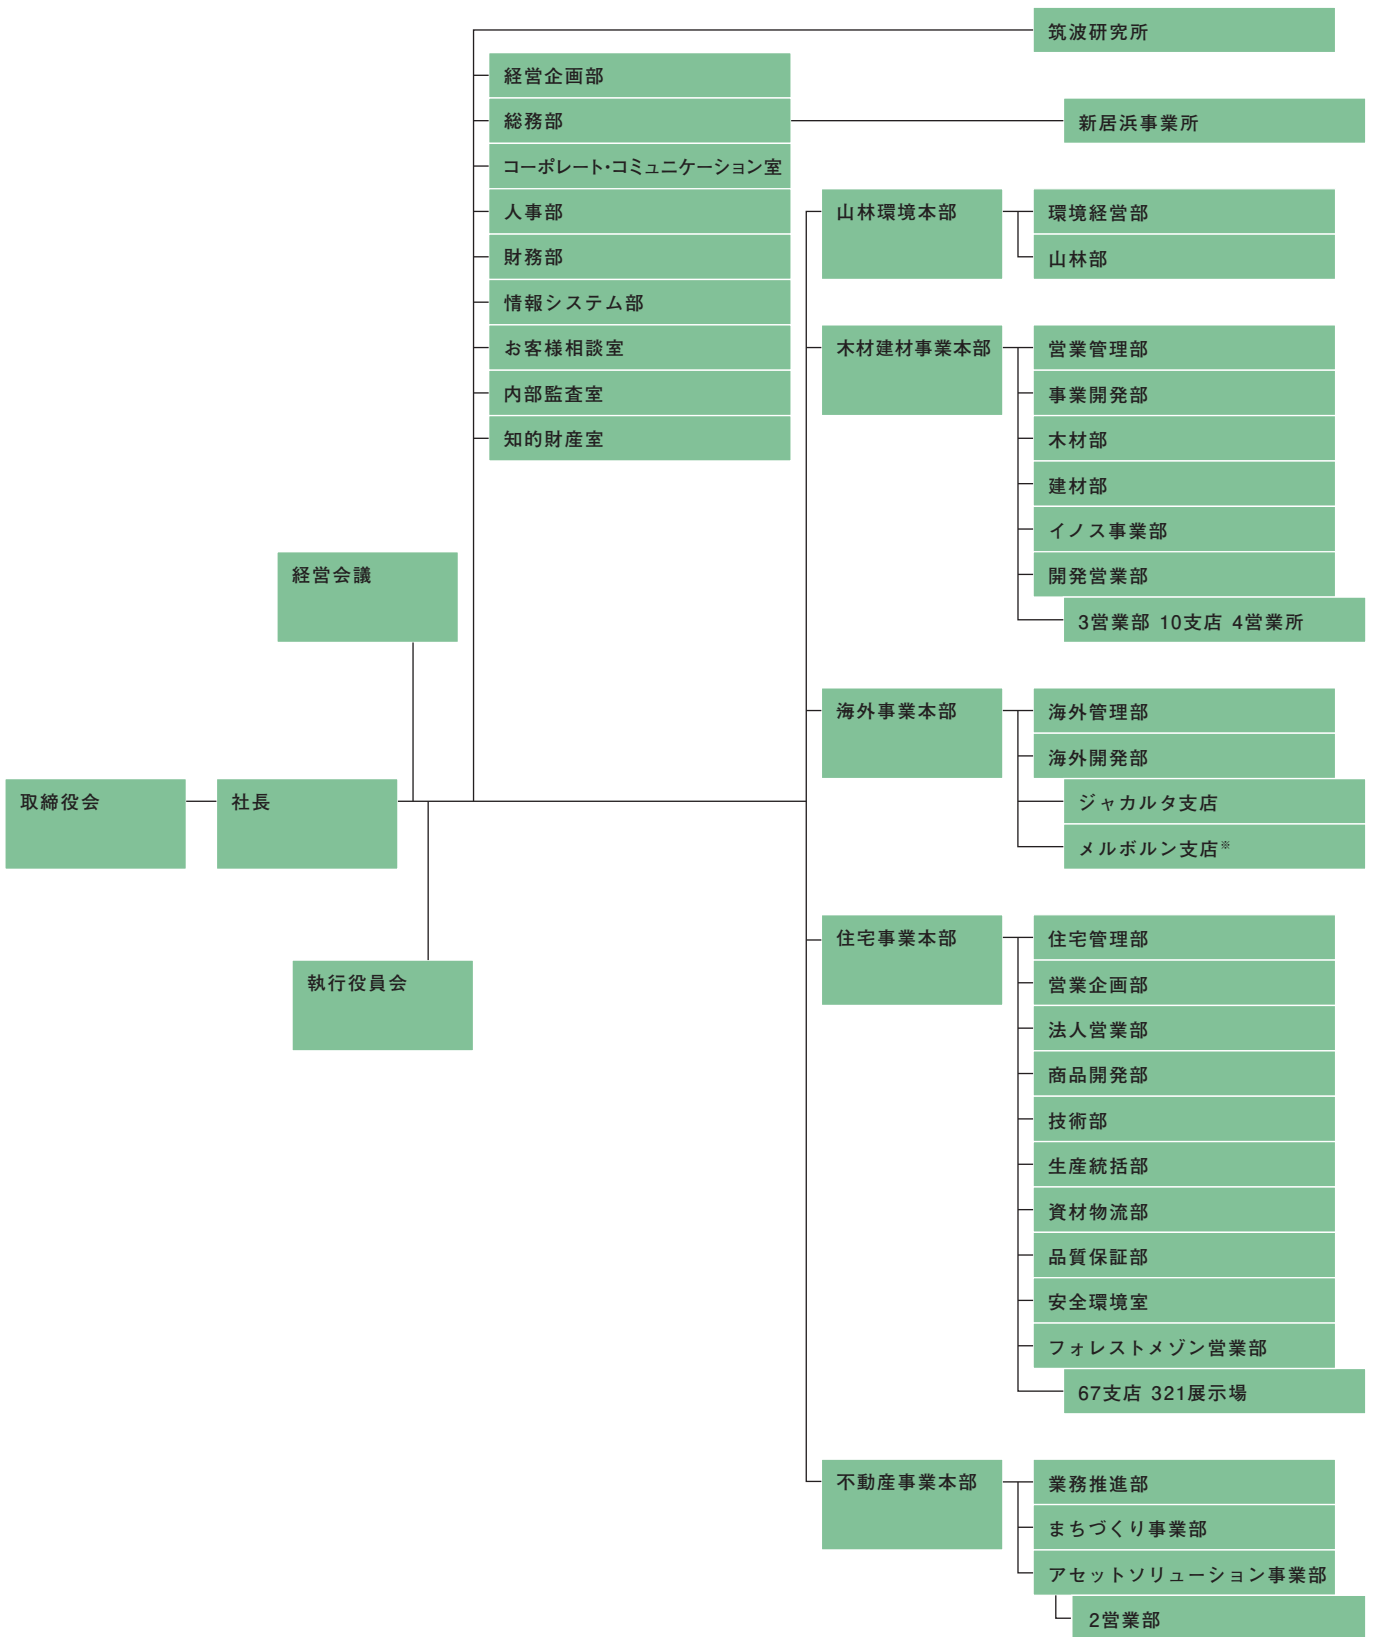 筑波研究所
経営企画部
総務部
新居浜事業所
コーポレート・コミュニケーション室
人事部
財務部
情報システム部
お客様相談室
内部監査室
知的財産室
山林環境本部
環境経営部
山林部
木材建材事業本部
営業管理部
事業開発部
木材部
建材部
イノス事業部
開発営業部
3営業部 10支店 4営業所
経営会議
海外事業本部
海外管理部
海外開発部
ジャカルタ支店
メルボルン支店※
取締役会
社長
執行役員会
住宅事業本部
住宅管理部
営業企画部
法人営業部
商品開発部
技術部
生産統括部
資材物流部
品質保証部
安全環境室
フォレストメゾン営業部
67支店 321展示場
不動産事業本部
業務推進部
まちづくり事業部
アセットソリューション事業部
2営業部